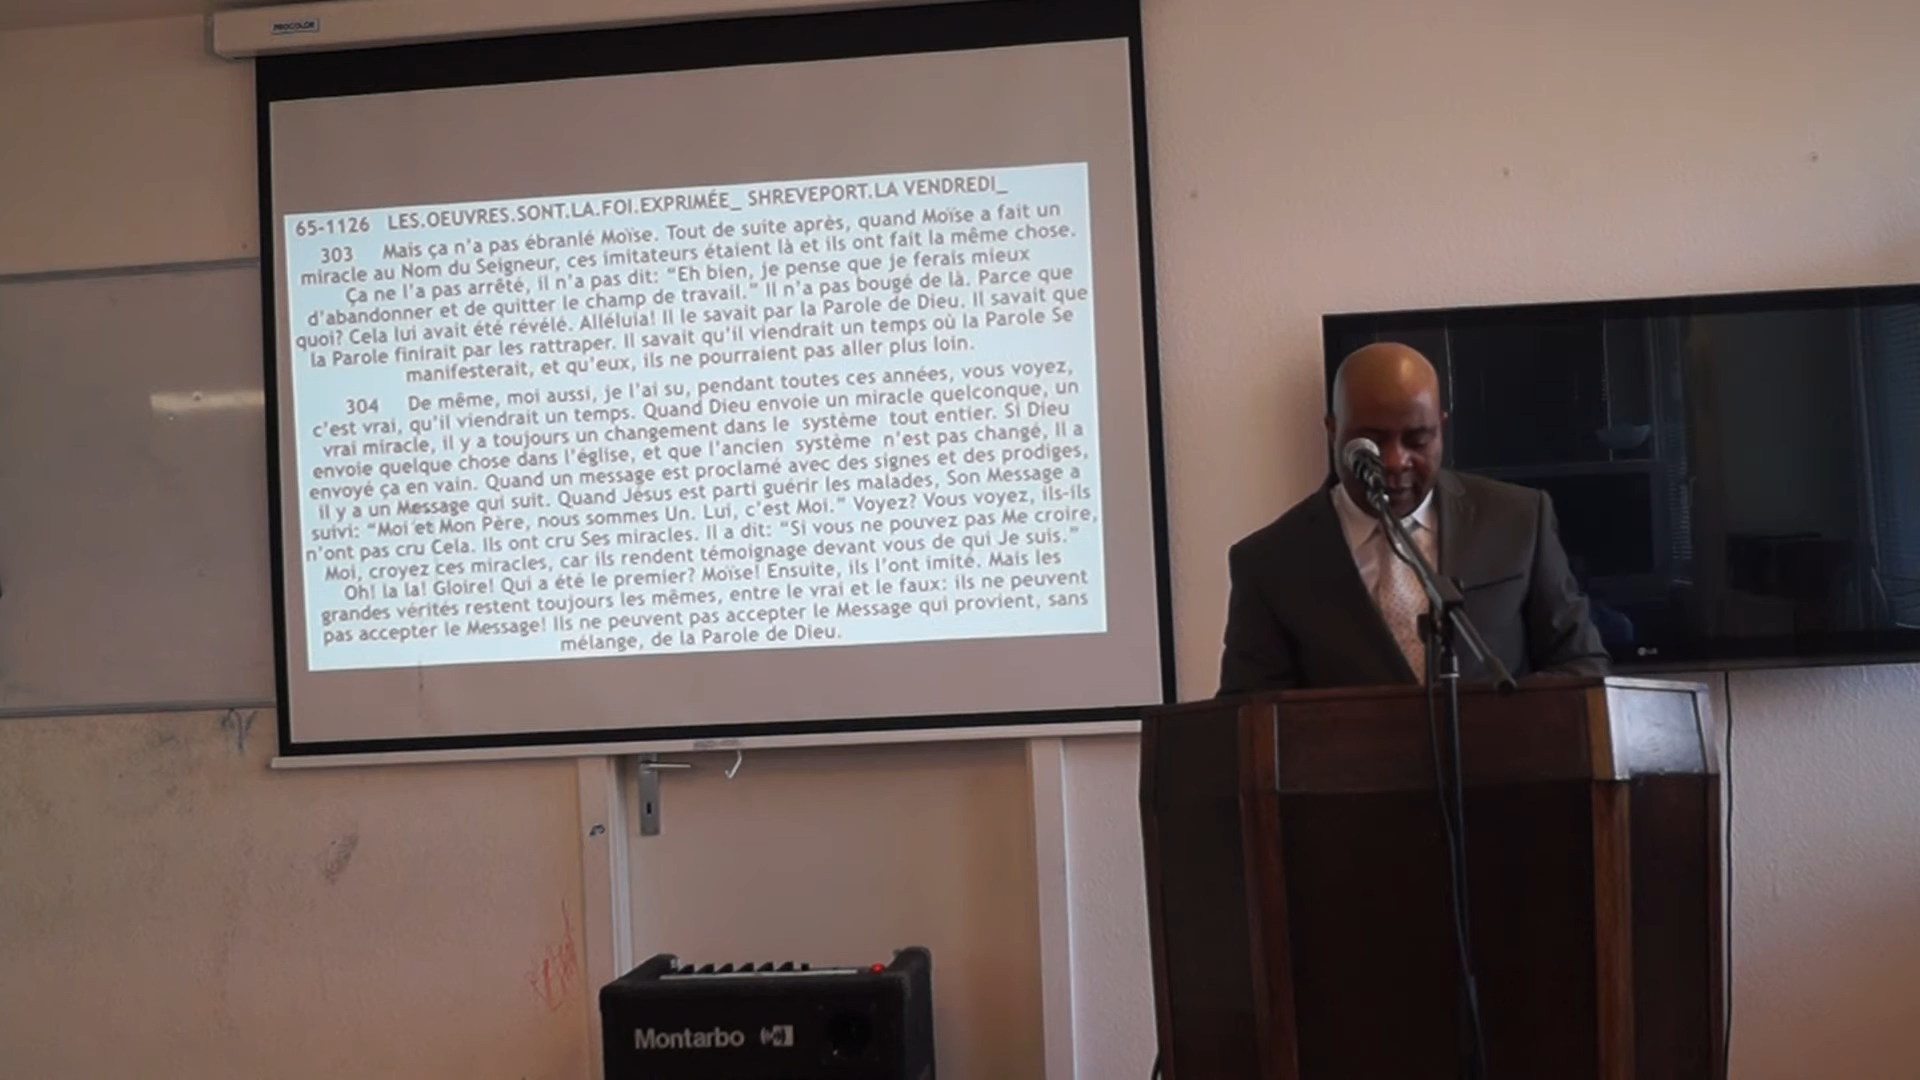 PROCOLOR
65-1126 LES.OEUVRES.SONT.LA.FOI.EXPRIMÉE_ SHREVEPORT.LA VENDREDI_
303 Mais ça n'a pas ébranlé Moïse. Tout de suite après, quand Moïse a fait un
miracle au Nom du Seigneur, ces imitateurs étaient là et ils ont fait la même chose.
Ça ne l'a pas arrêté, il n'a pas dit: "Eh bien, je pense que je ferais mieux
d'abandonner et de quitter le champ de travail." Il n'a pas bougé de là. Parce que
quoi? Cela lui avait été révélé. Alléluia! Il le savait par la Parole de Dieu. Il savait que
la Parole finirait par les rattraper. Il savait qu'il viendrait un temps où la Parole Se
manifesterait, et qu'eux, ils ne pourraient pas aller plus loin.
304 De même, moi aussi, je l'ai su, pendant toutes ces années, vous voyez,
c'est vrai, qu'il viendrait un temps. Quand Dieu envoie un miracle quelconque, un
vrai miracle, il y a toujours un changement dans le système tout entier. Si Dieu
envoie quelque chose dans l'église, et que l'ancien système n'est pas changé, Il a
envoyé ça en vain. Quand un message est proclamé avec des signes et des prodiges,
il y a un Message qui suit. Quand Jésus est parti guérir les malades, Son Message a
suivi: "Moi et Mon Père, nous sommes Un. Lui, c'est Moi." Voyez? Vous voyez, ils-ils
n'ont pas cru Cela. Ils ont cru Ses miracles. Il a dit: "Si vous ne pouvez pas Me croire,
Moi, croyez ces miracles, car ils rendent témoignage devant vous de qui Je suis."
Oh! la la! Gloire! Qui a été le premier? Moïse! Ensuite, ils l'ont imité. Mais les
grandes vérités restent toujours les mêmes, entre le vrai et le faux: ils ne peuvent
pas accepter le Message! Ils ne peuvent pas accepter le Message qui provient, sans
mélange, de la Parole de Dieu.
LG
Montarbo